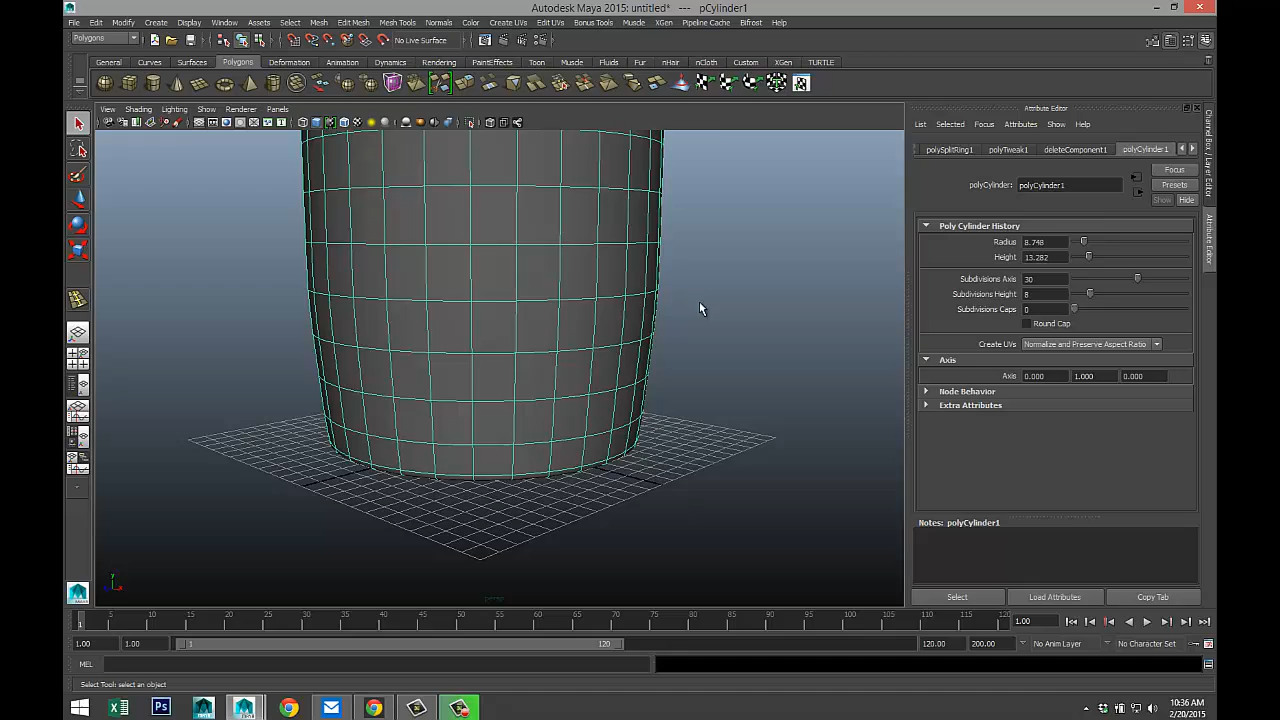 Autodesk Maya 2015: untitled* --- pCylinder1
File Edit Modify Create Display Window Assets Select Mesh Edit Mesh Mesh Tools Normals Color Create UVs Edit UVs Bonus Tools Muscle XGen Pipeline Cache Bifrost Help
Polygons No Live Surface
General Curves Surfaces Polygons Deformation Animation Dynamics Rendering PaintEffects Toon Muscle Fluids Fur nHair nCloth Custom XGen TURTLE
View Shading Lighting Show Renderer Panels
Attribute Editor
List Selected Focus Attributes Show Help
polySplitRing1 polyTweak1 deleteComponent1 polyCylinder1
Focus
polyCylinder: polyCylinder1 Presets
Show Hide
Poly Cylinder History
Radius 8.748
Height 13.282
Subdivisions Axis 30
Subdivisions Height 8
Subdivisions Caps 0
Round Cap
Create UVs Normalize and Preserve Aspect Ratio
Axis
Axis 0.000 1.000 0.000
Node Behavior
Extra Attributes
Notes: polyCylinder1
Select Load Attributes Copy Tab
Channel Box / Layer Editor
Attribute Editor
persp
5 10 15 20 25 30 35 40 45 50 55 60 65 70 75 80 85 90 95 100 105 110 115 120
1 1.00
1.00 1.00 1 120 120.00 200.00 No Anim Layer No Character Set
MEL
Select Tool: select an object
10:36 AM
2/20/2015